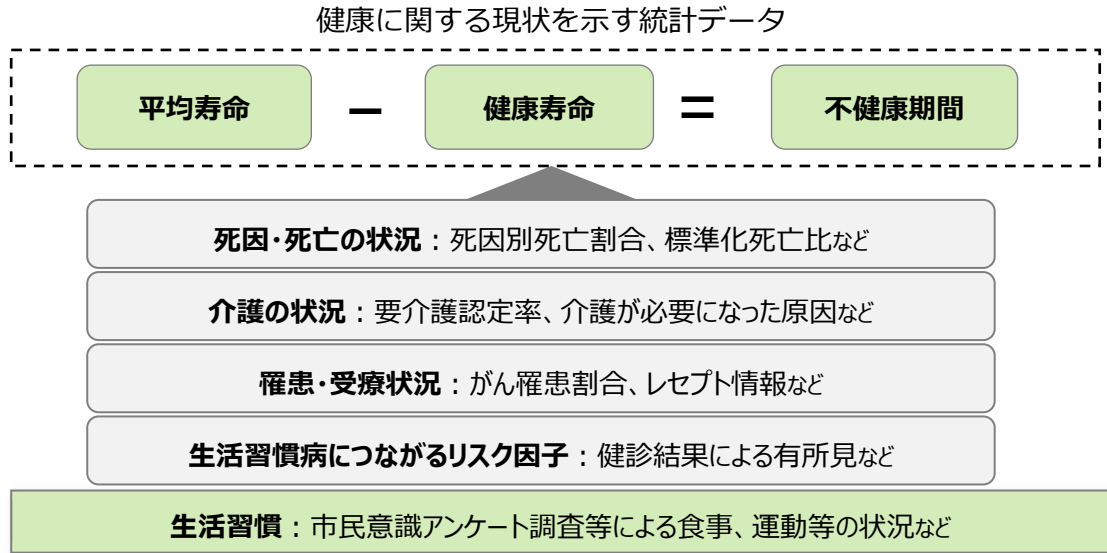 健康に関する現状を示す統計データ
平均寿命 － 健康寿命 ＝ 不健康期間
死因・死亡の状況：死因別死亡割合、標準化死亡比など
介護の状況：要介護認定率、介護が必要になった原因など
罹患・受療状況：がん罹患割合、レセプト情報など
生活習慣病につながるリスク因子：健診結果による有所見など
生活習慣：市民意識アンケート調査等による食事、運動等の状況など